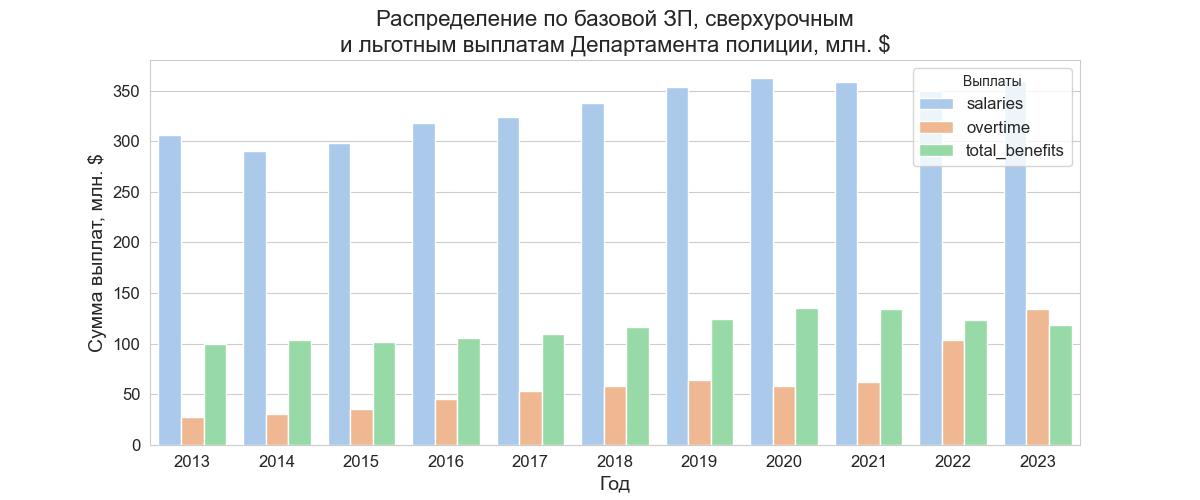 Распределение по базовой ЗП, сверхурочным
и льготным выплатам Департамента полиции, млн. $
Выплаты
salaries
overtime
total_benefits
Сумма выплат, млн. $
350
300
250
200
150
100
50
0
2013 2014 2015 2016 2017 2018 2019 2020 2021 2022 2023
Год